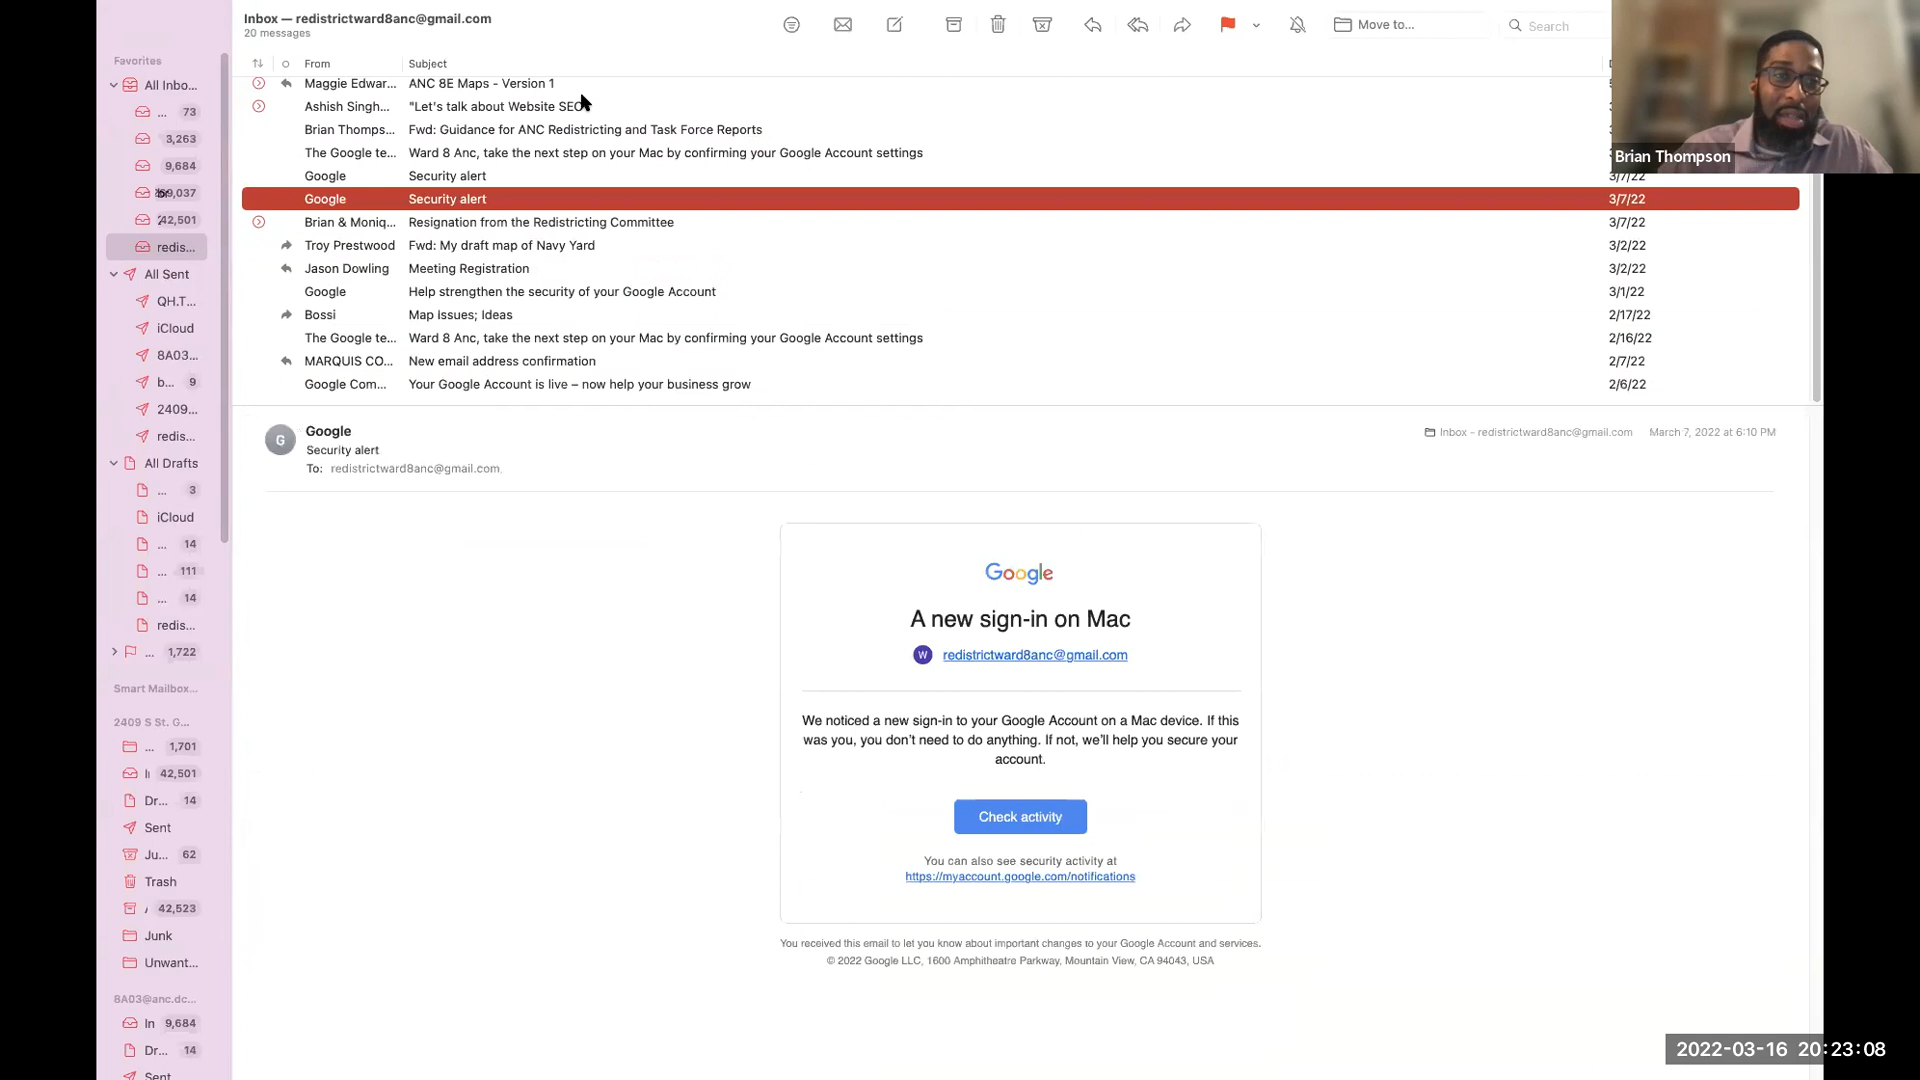 Inbox — redistrictward8anc@gmail.com
20 messages
Move to...
Search
Brian Thompson
Favorites
All Inbo...
... 73
3,263
9,684
69,037
42,501
redis...
All Sent
QH.T...
iCloud
8A03...
b... 9
2409...
redis...
All Drafts
... 3
iCloud
... 14
... 111
... 14
redis...
... 1,722
Smart Mailbox...
2409 S St. G...
... 1,701
42,501
Dr... 14
Sent
Ju... 62
Trash
42,523
Junk
Unwant...
8A03@anc.dc...
In 9,684
Dr... 14
Sent
From Subject
Maggie Edwar... ANC 8E Maps - Version 1
Ashish Singh... "Let's talk about Website SEO"
Brian Thomps... Fwd: Guidance for ANC Redistricting and Task Force Reports
The Google te... Ward 8 Anc, take the next step on your Mac by confirming your Google Account settings
Google Security alert 3/7/22
Google Security alert 3/7/22
Brian & Moniq... Resignation from the Redistricting Committee 3/7/22
Troy Prestwood Fwd: My draft map of Navy Yard 3/2/22
Jason Dowling Meeting Registration 3/2/22
Google Help strengthen the security of your Google Account 3/1/22
Bossi Map Issues; Ideas 2/17/22
The Google te... Ward 8 Anc, take the next step on your Mac by confirming your Google Account settings 2/16/22
MARQUIS CO... New email address confirmation 2/7/22
Google Com... Your Google Account is live – now help your business grow 2/6/22
G
Google
Inbox - redistrictward8anc@gmail.com March 7, 2022 at 6:10 PM
Security alert
To: redistrictward8anc@gmail.com
Google
A new sign-in on Mac
W redistrictward8anc@gmail.com
We noticed a new sign-in to your Google Account on a Mac device. If this
was you, you don't need to do anything. If not, we'll help you secure your
account.
Check activity
You can also see security activity at
https://myaccount.google.com/notifications
You received this email to let you know about important changes to your Google Account and services.
© 2022 Google LLC, 1600 Amphitheatre Parkway, Mountain View, CA 94043, USA
2022-03-16 20:23:08